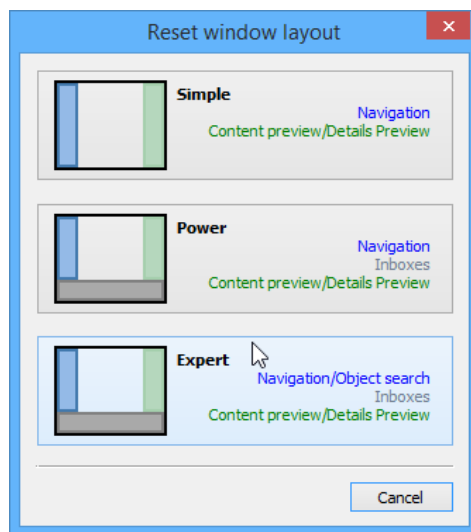 Reset window layout
Simple
Navigation
Content preview/Details Preview
Power
Navigation
Inboxes
Content preview/Details Preview
Expert
Navigation/Object search
Inboxes
Content preview/Details Preview
Cancel